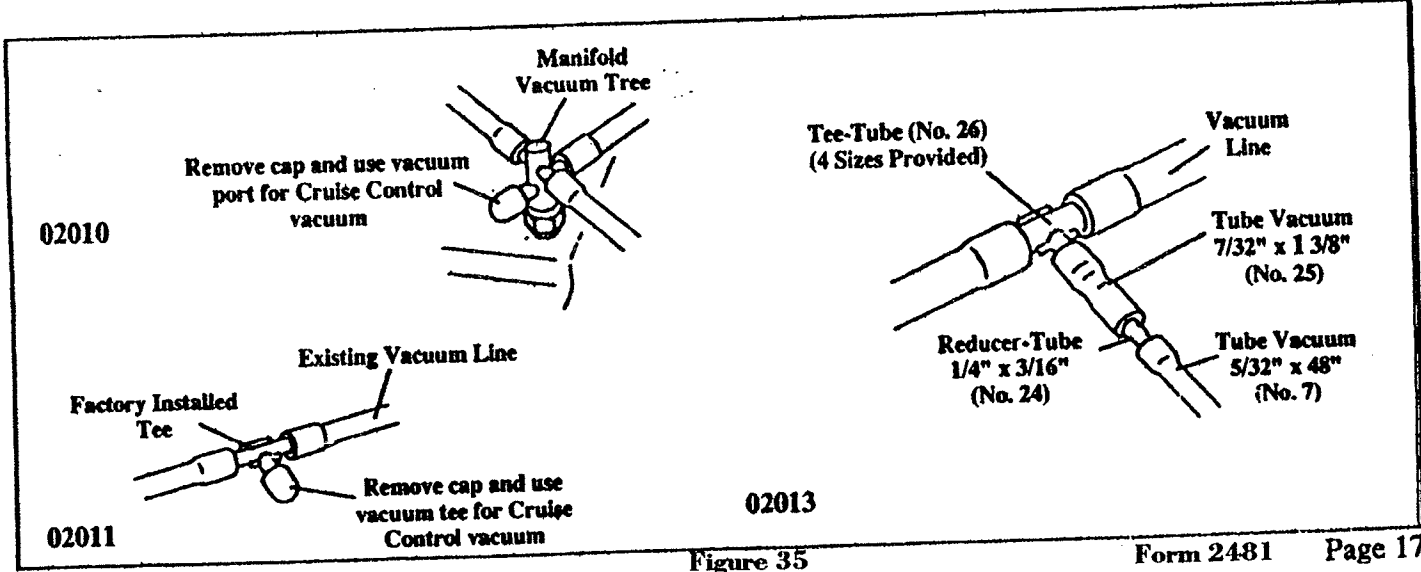 Manifold
Vacuum Tree
Remove cap and use vacuum
port for Cruise Control
vacuum
02010
Existing Vacuum Line
Factory Installed
Tee
Remove cap and use
vacuum tee for Cruise
Control vacuum
02011
Tee-Tube (No. 26)
(4 Sizes Provided)
Vacuum
Line
Tube Vacuum
7/32" x 1 3/8"
(No. 25)
Reducer-Tube
1/4" x 3/16"
(No. 24)
Tube Vacuum
5/32" x 48"
(No. 7)
02013
Figure 35
Form 2481 Page 17